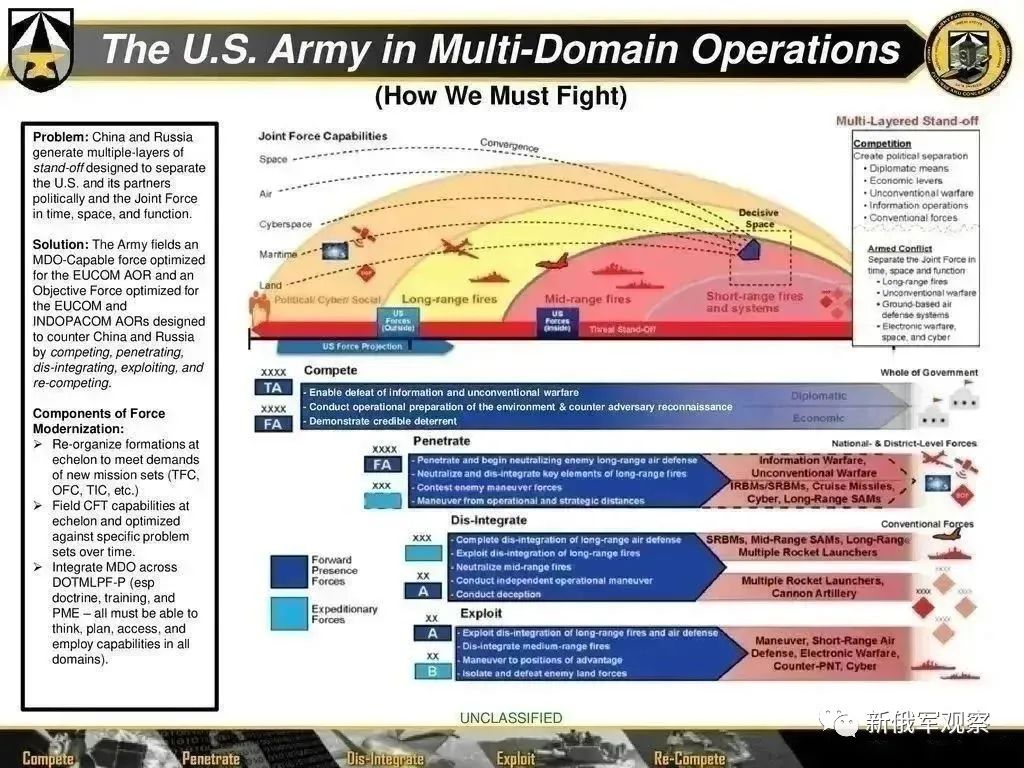 The U.S. Army in Multi-Domain Operations
(How We Must Fight)
Problem: China and Russia
generate multiple-layers of
stand-off designed to separate
the U.S. and its partners
politically and the Joint Force
in time, space, and function.
Solution: The Army fields an
MDO-Capable force optimized
for the EUCOM AOR and an
Objective Force optimized for
the EUCOM and
INDOPACOM AORs designed
to counter China and Russia
by competing, penetrating,
dis-integrating, exploiting, and
re-competing.
Components of Force
Modernization:
➢ Re-organize formations at
echelon to meet demands
of new mission sets (TFC,
OFC, TIC, etc.)
➢ Field CFT capabilities at
echelon and optimized
against specific problem
sets over time.
➢ Integrate MDO across
DOTMLPF-P (esp
doctrine, training, and
PME – all must be able to
think, plan, access, and
employ capabilities in all
domains).
Joint Force Capabilities
Convergence
Space
Air
Cyberspace
Maritime
Land
Decisive
Space
Political/ Cyber/ Social
Long-range fires
Mid-range fires
Short-range fires
and systems
US
Forces
(Outside)
US
Forces
(Inside)
Threat Stand-Off
US Force Projection
Multi-Layered Stand-off
Competition
Create political separation
• Diplomatic means
• Economic levers
• Unconventional warfare
• Information operations
• Conventional forces
Armed Conflict
Separate the Joint Force in
time, space and function
• Long-range fires
• Unconventional warfare
• Ground-based air
defense systems
• Electronic warfare,
space, and cyber
Compete
XXXX
TA
XXXX
FA
- Enable defeat of information and unconventional warfare
- Conduct operational preparation of the environment & counter adversary reconnaissance
- Demonstrate credible deterrent
Diplomatic
Economic
Whole of Government
Penetrate
XXXX
FA
XXX
- Penetrate and begin neutralizing enemy long-range air defense
- Neutralize and dis-integrate key elements of long-range fires
- Contest enemy maneuver forces
- Maneuver from operational and strategic distances
Information Warfare,
Unconventional Warfare
IRBMs/SRBMs, Cruise Missiles,
Cyber, Long-Range SAMs
National- & District-Level Forces
SOF
Dis-Integrate
XXX
XX
A
- Complete dis-integration of long-range air defense
- Exploit dis-integration of long-range fires
- Neutralize mid-range fires
- Conduct independent operational maneuver
- Conduct deception
SRBMs, Mid-Range SAMs, Long-Range
Multiple Rocket Launchers
Multiple Rocket Launchers,
Cannon Artillery
Conventional Forces
XXXX
XXXX
XXXX
XXXX
Forward
Presence
Forces
Expeditionary
Forces
Exploit
XX
A
XX
B
- Exploit dis-integration of long-range fires and air defense
- Dis-integrate medium-range fires
- Maneuver to positions of advantage
- Isolate and defeat enemy land forces
Maneuver, Short-Range Air
Defense, Electronic Warfare,
Counter-PNT, Cyber
UNCLASSIFIED
新俄军观察
Compete
Penetrate
Dis-Integrate
Exploit
Re-Compete